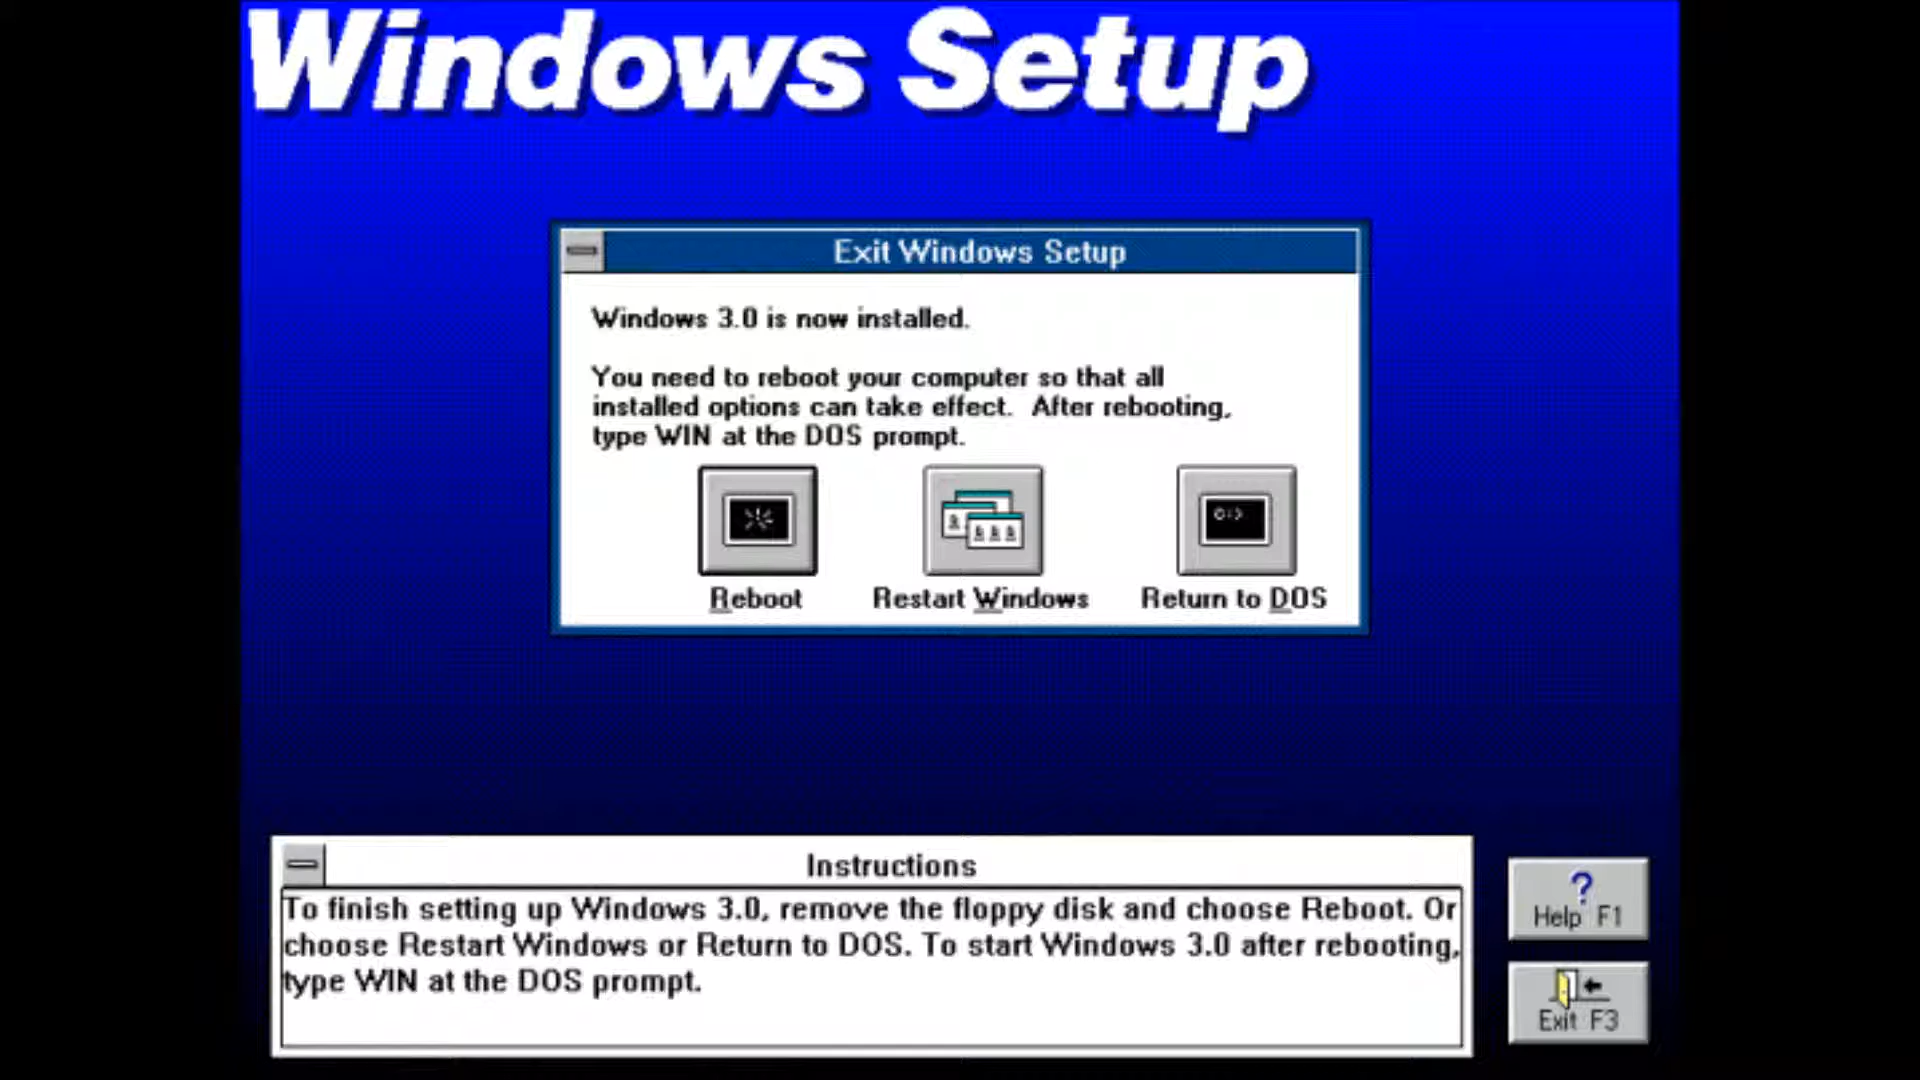 Windows Setup
Exit Windows Setup
Windows 3.0 is now installed.
You need to reboot your computer so that all
installed options can take effect. After rebooting,
type WIN at the DOS prompt.
Reboot
Restart Windows
Return to DOS
Instructions
To finish setting up Windows 3.0, remove the floppy disk and choose Reboot. Or
choose Restart Windows or Return to DOS. To start Windows 3.0 after rebooting,
type WIN at the DOS prompt.
?
Help F1
Exit F3